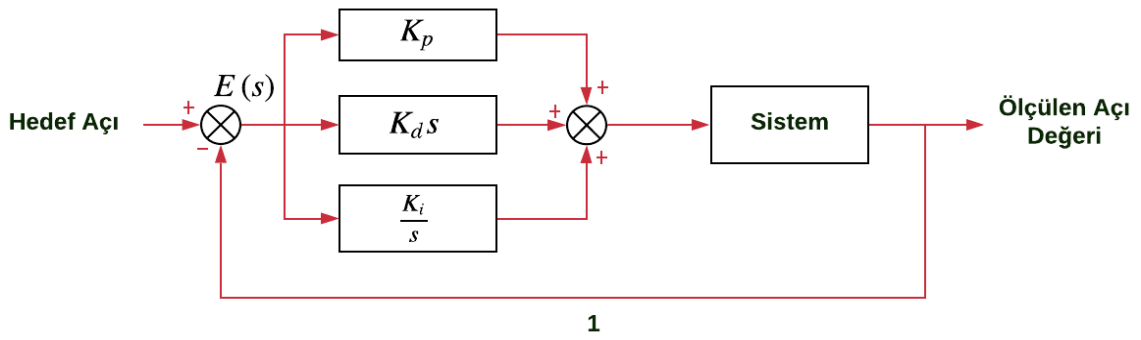 K_p
E(s)
+
+
Ölçülen Açı
Değeri
Hedef Açı
+
K_d s
Sistem
−
+
K_i
s
1